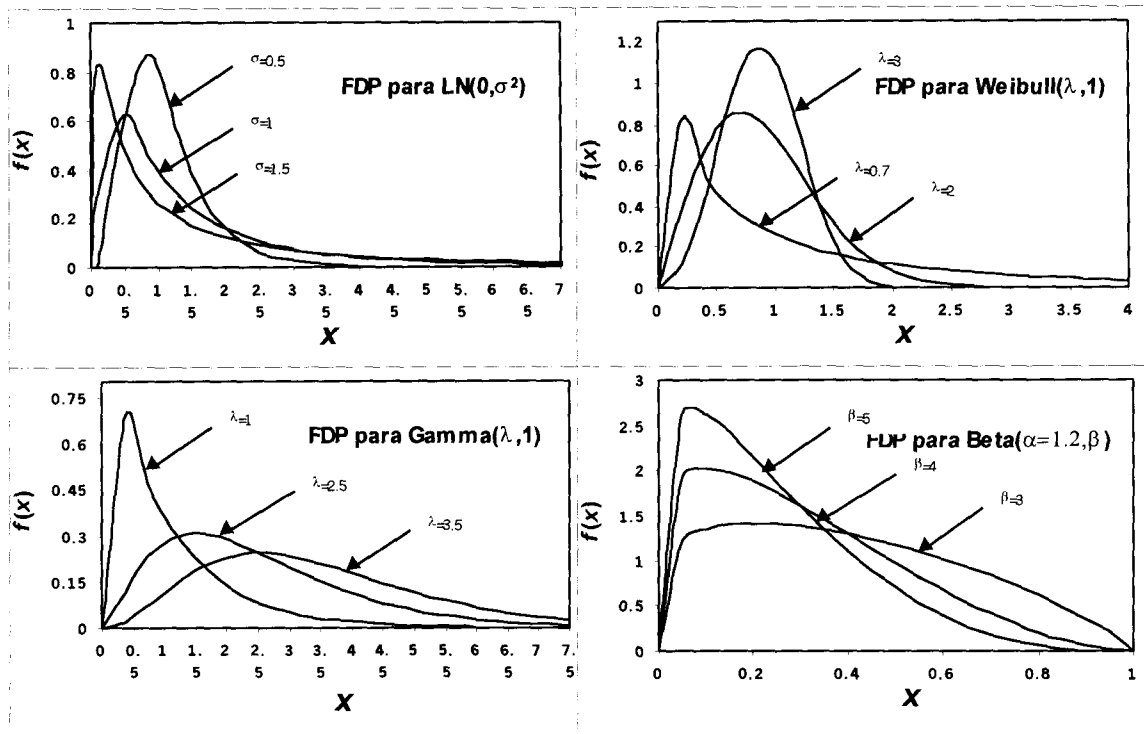 FDP para LN(0,σ²)
f(x)
1
0.8
0.6
0.4
0.2
0
σ=0.5
σ=1
σ=1.5
0 0.5 1 1.5 2 2.5 3 3.5 4 4.5 5 5.5 6 6.5 7
X
FDP para Weibull(λ,1)
f(x)
1.2
1
0.8
0.6
0.4
0.2
0
λ=3
λ=0.7
λ=2
0 0.5 1 1.5 2 2.5 3 3.5 4
X
FDP para Gamma(λ,1)
f(x)
0.75
0.6
0.45
0.3
0.15
0
λ=1
λ=2.5
λ=3.5
0 0.5 1 1.5 2 2.5 3 3.5 4 4.5 5 5.5 6 6.5 7 7.5
X
FDP para Beta(α=1.2,β)
f(x)
3
2.5
2
1.5
1
0.5
0
β=5
β=4
β=3
0 0.2 0.4 0.6 0.8 1
X